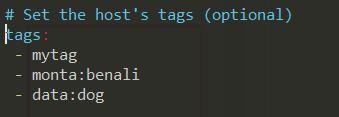 # Set the host's tags (optional)
tags:
- mytag
- monta:benali
- data:dog